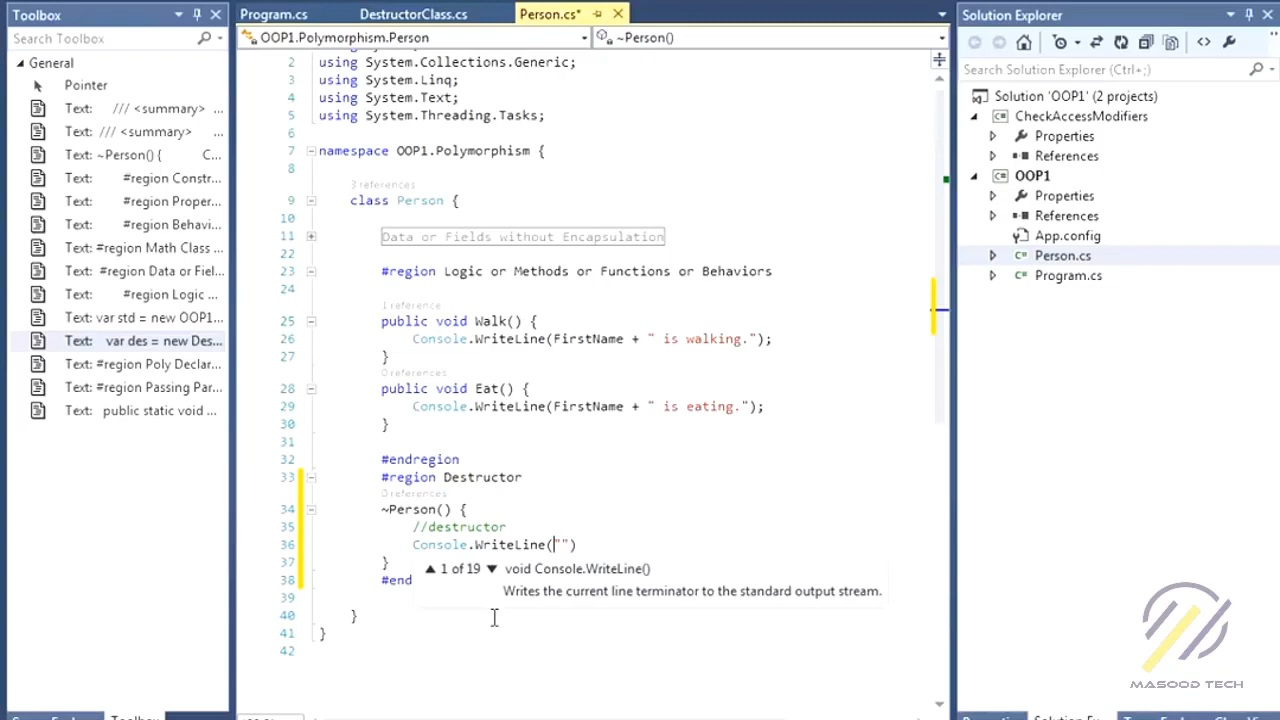 Toolbox
Search Toolbox
General
Pointer
Text: /// <summary> ...
Text: /// <summary> ...
Text: ~Person() { C...
Text: #region Constr...
Text: #region Proper...
Text: #region Behavi...
Text: #region Math Class ...
Text: #region Data or Fiel...
Text: #region Logic ...
Text: var std = new OOP1...
Text: var des = new Des...
Text: #region Poly Declar...
Text: #region Passing Par...
Text: public static void ...
Program.cs DestructorClass.cs Person.cs*
OOP1.Polymorphism.Person ~Person()
2 using System.Collections.Generic;
3 using System.Linq;
4 using System.Text;
5 using System.Threading.Tasks;
6
7 namespace OOP1.Polymorphism {
8
3 references
9 class Person {
10
11 Data or Fields without Encapsulation
22
23 #region Logic or Methods or Functions or Behaviors
24
1 reference
25 public void Walk() {
26 Console.WriteLine(FirstName + " is walking.");
27 }
0 references
28 public void Eat() {
29 Console.WriteLine(FirstName + " is eating.");
30 }
31
32 #endregion
33 #region Destructor
0 references
34 ~Person() {
35 //destructor
36 Console.WriteLine("")
37 }
1 of 19 void Console.WriteLine()
38 #end
Writes the current line terminator to the standard output stream.
39
40 }
41 }
42
Solution Explorer
Search Solution Explorer (Ctrl+;)
Solution 'OOP1' (2 projects)
CheckAccessModifiers
Properties
References
OOP1
Properties
References
App.config
Person.cs
Program.cs
MASOOD TECH